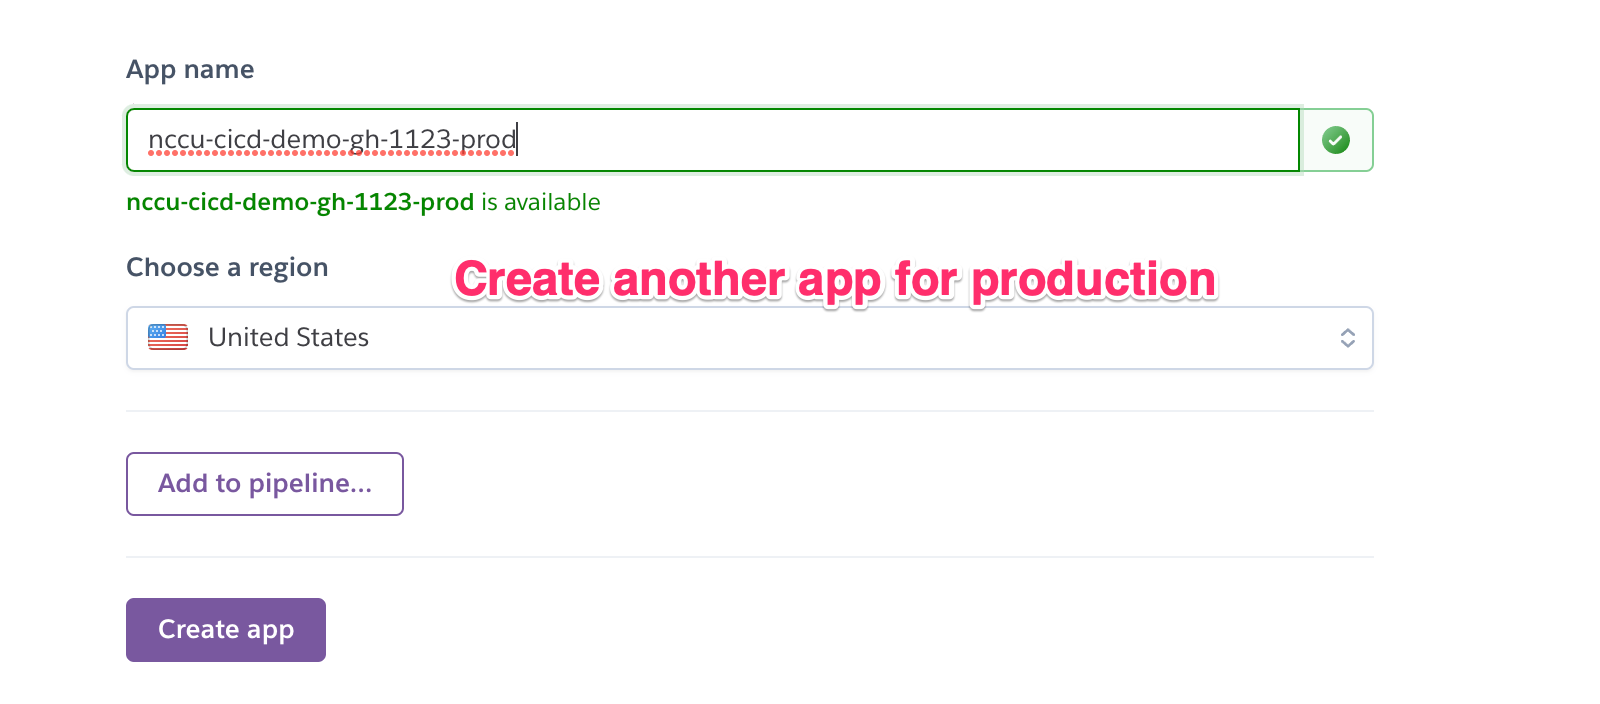 App name
nccu-cicd-demo-gh-1123-prod
nccu-cicd-demo-gh-1123-prod is available
Choose a region
Create another app for production
United States
Add to pipeline...
Create app